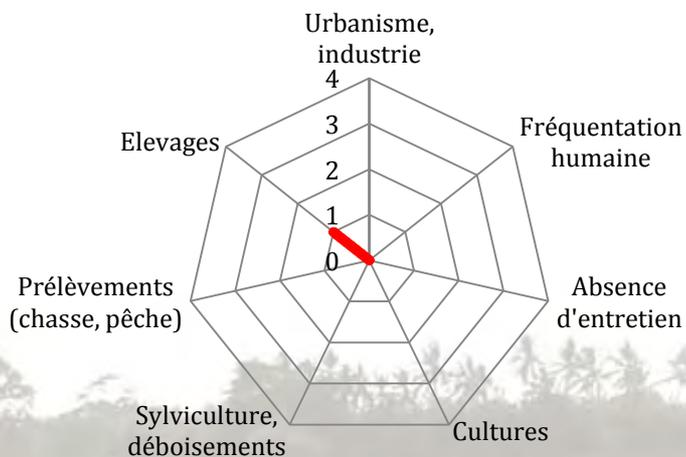 Urbanisme,
industrie
4
3
2
1
0
Fréquentation
humaine
Absence
d'entretien
Cultures
Sylviculture,
déboisements
Prélèvements
(chasse, pêche)
Elevages